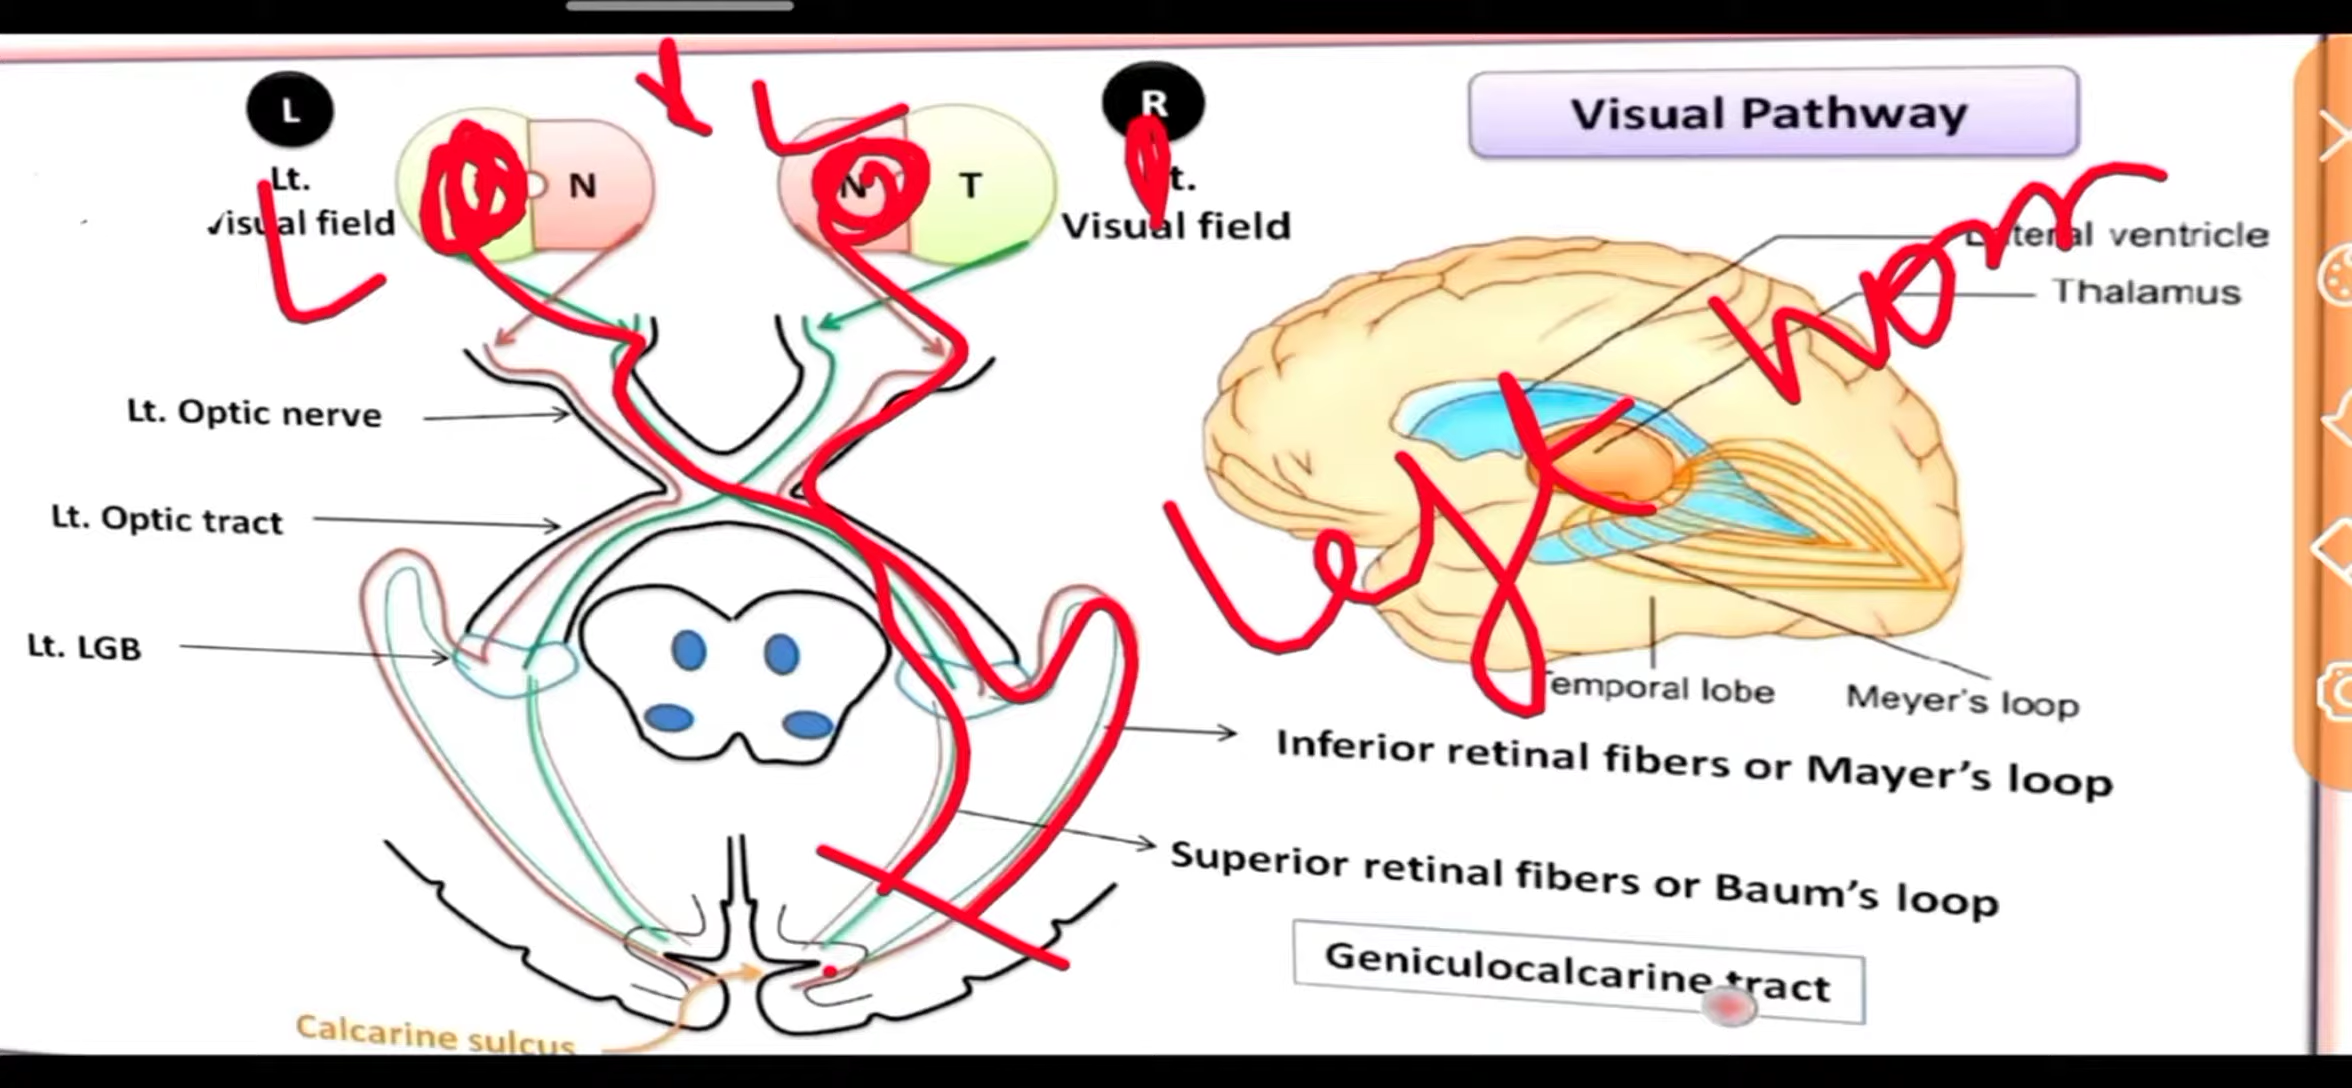 L
R
Visual Pathway
Lt.
Visual field
N
N
T
t.
Visual field
ventricle
Thalamus
Lt. Optic nerve
Lt. Optic tract
Lt. LGB
left hom
Temporal lobe
Meyer's loop
Inferior retinal fibers or Mayer's loop
Superior retinal fibers or Baum's loop
Geniculocalcarine tract
Calcarine sulcus